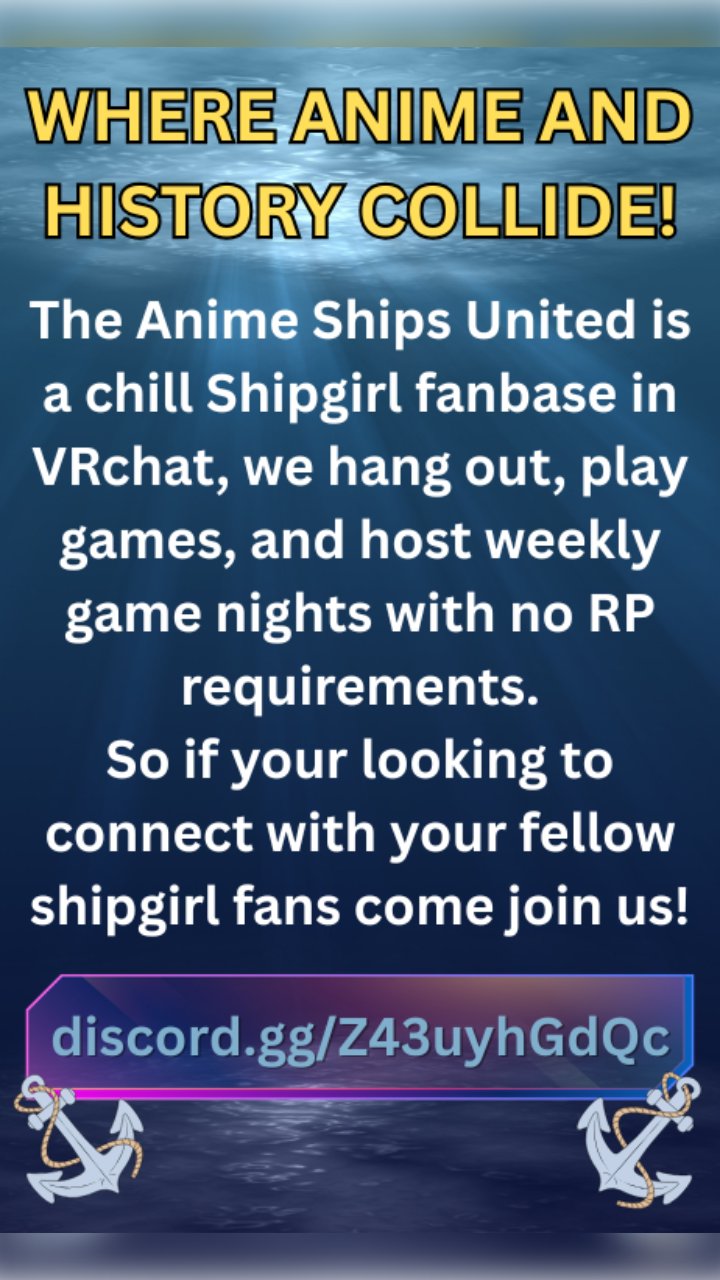 WHERE ANIME AND
HISTORY COLLIDE!
The Anime Ships United is
a chill Shipgirl fanbase in
VRchat, we hang out, play
games, and host weekly
game nights with no RP
requirements.
So if your looking to
connect with your fellow
shipgirl fans come join us!
discord.gg/Z43uyhGdQc